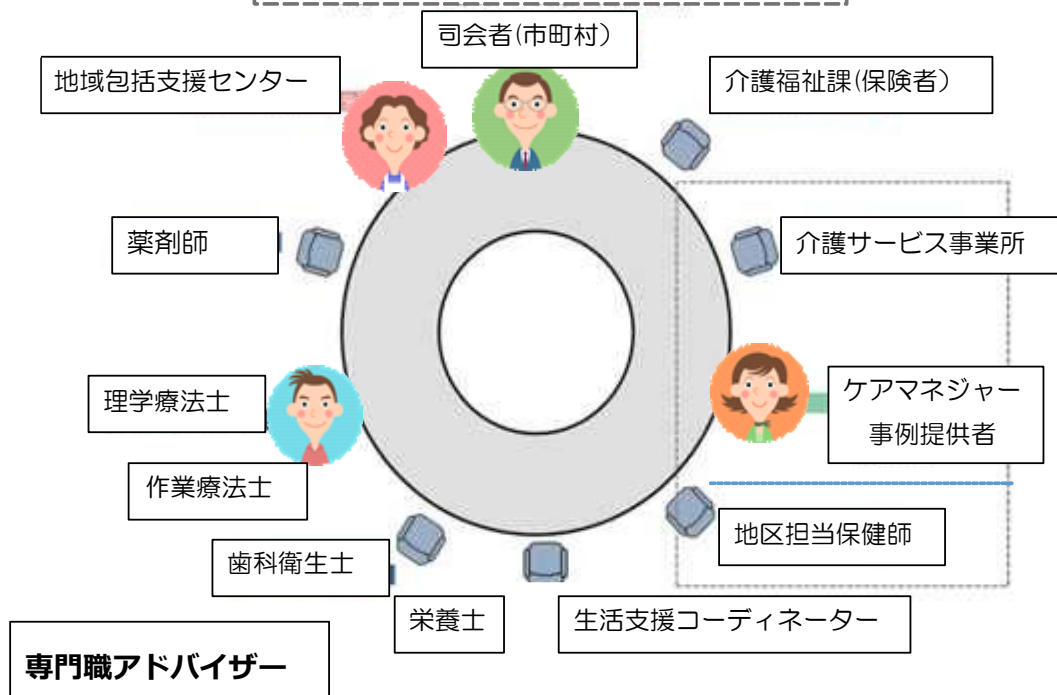 司会者(市町村）
地域包括支援センター
介護福祉課(保険者）
薬剤師
介護サービス事業所
理学療法士
ケアマネジャー
事例提供者
作業療法士
地区担当保健師
歯科衛生士
栄養士
生活支援コーディネーター
専門職アドバイザー